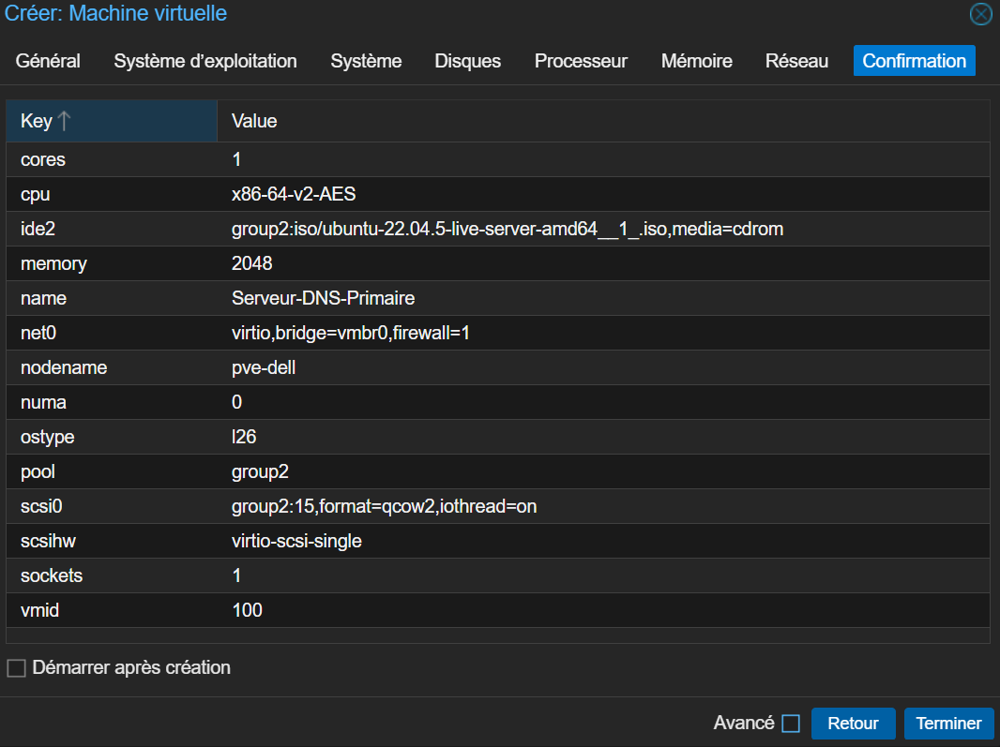 Créer: Machine virtuelle
Général Système d’exploitation Système Disques Processeur Mémoire Réseau Confirmation
Key Value
cores 1
cpu x86-64-v2-AES
ide2 group2:iso/ubuntu-22.04.5-live-server-amd64__1_.iso,media=cdrom
memory 2048
name Serveur-DNS-Primaire
net0 virtio,bridge=vmbr0,firewall=1
nodename pve-dell
numa 0
ostype l26
pool group2
scsi0 group2:15,format=qcow2,iothread=on
scsihw virtio-scsi-single
sockets 1
vmid 100
Démarrer après création
Avancé Retour Terminer